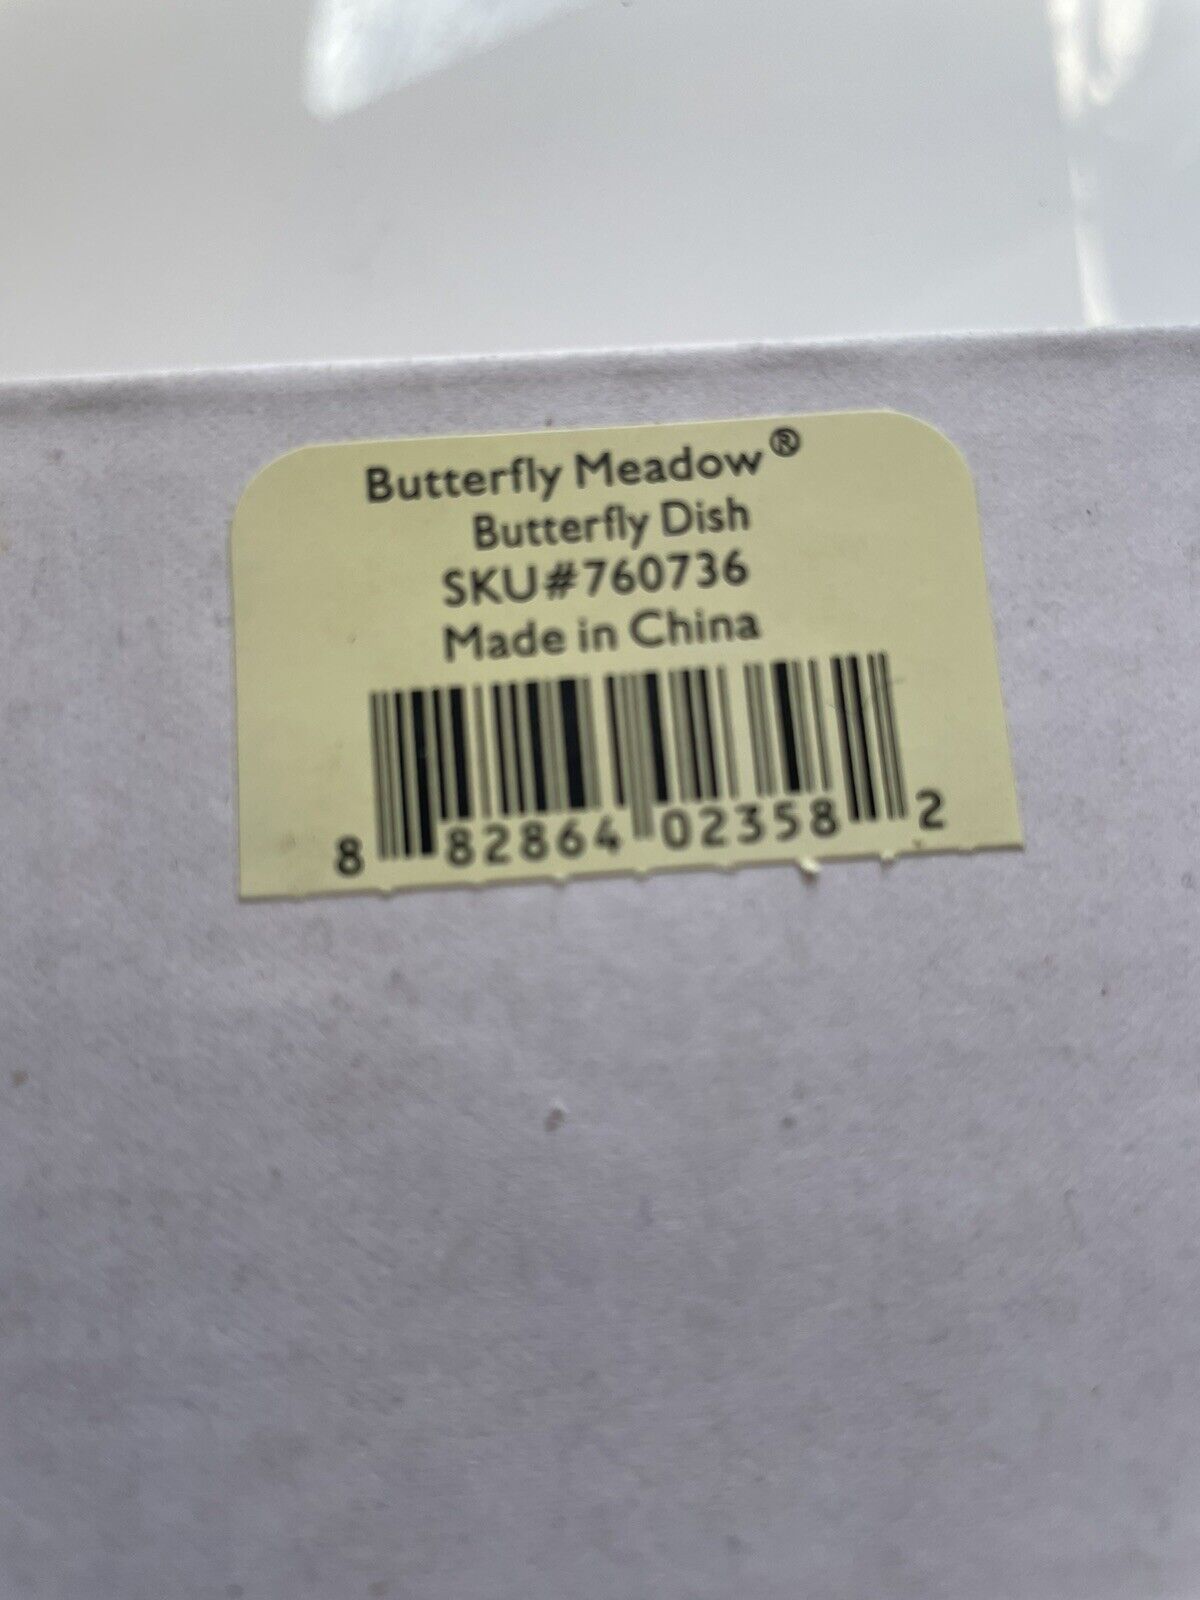 Butterfly Meadow®
Butterfly Dish
SKU#760736
Made in China
8 82864 02358 2